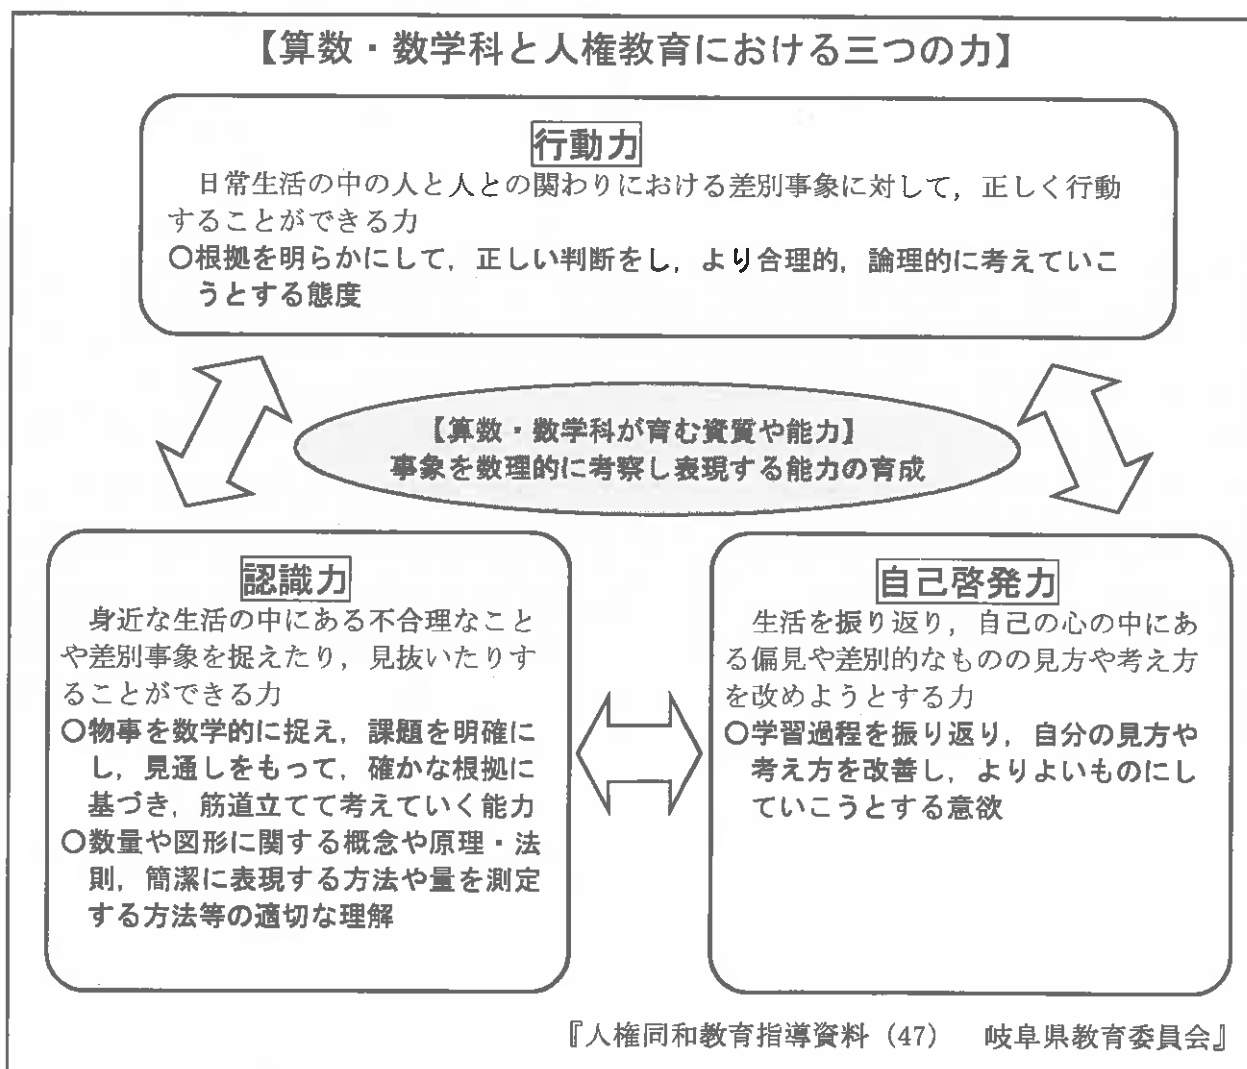 【算数・数学科と人権教育における三つの力】
行動力
日常生活の中の人と人との関わりにおける差別事象に対して，正しく行動
することができる力
○根拠を明らかにして，正しい判断をし，より合理的，論理的に考えていこ
うとする態度
【算数・数学科が育む資質や能力】
事象を数理的に考察し表現する能力の育成
認識力
身近な生活の中にある不合理なこと
や差別事象を捉えたり，見抜いたりす
ることができる力
○物事を数学的に捉え，課題を明確に
し，見通しをもって，確かな根拠に
基づき，筋道立てて考えていく能力
○数量や図形に関する概念や原理・法
則，簡潔に表現する方法や量を測定
する方法等の適切な理解
自己啓発力
生活を振り返り，自己の心の中にあ
る偏見や差別的なものの見方や考え方
を改めようとする力
○学習過程を振り返り，自分の見方や
考え方を改善し，よりよいものにし
ていこうとする意欲
『人権同和教育指導資料（47）　岐阜県教育委員会』